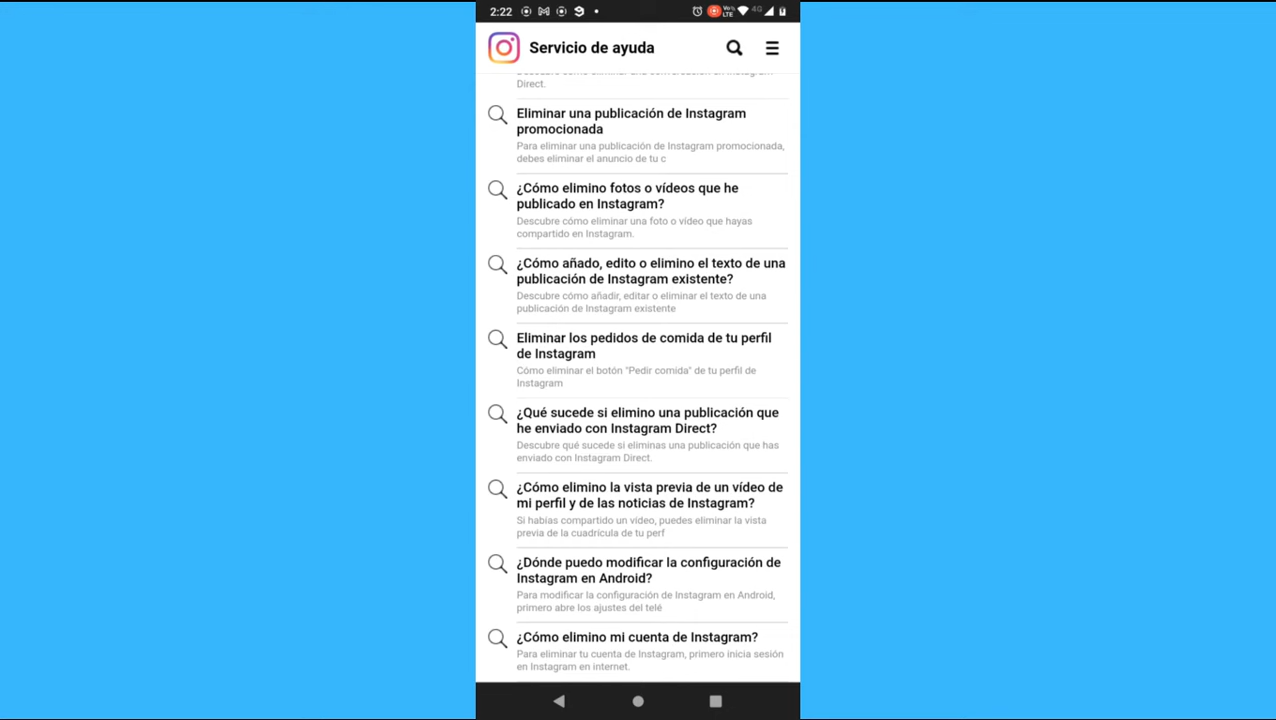 2:22
Vo LTE 4G
Servicio de ayuda
Direct.
Eliminar una publicación de Instagram
promocionada
Para eliminar una publicación de Instagram promocionada,
debes eliminar el anuncio de tu c
¿Cómo elimino fotos o vídeos que he
publicado en Instagram?
Descubre cómo eliminar una foto o vídeo que hayas
compartido en Instagram.
¿Cómo añado, edito o elimino el texto de una
publicación de Instagram existente?
Descubre cómo añadir, editar o eliminar el texto de una
publicación de Instagram existente
Eliminar los pedidos de comida de tu perfil
de Instagram
Cómo eliminar el botón "Pedir comida" de tu perfil de
Instagram
¿Qué sucede si elimino una publicación que
he enviado con Instagram Direct?
Descubre qué sucede si eliminas una publicación que has
enviado con Instagram Direct.
¿Cómo elimino la vista previa de un vídeo de
mi perfil y de las noticias de Instagram?
Si habías compartido un video, puedes eliminar la vista
previa de la cuadrícula de tu perf
¿Dónde puedo modificar la configuración de
Instagram en Android?
Para modificar la configuración de Instagram en Android,
primero abre los ajustes del telé
¿Cómo elimino mi cuenta de Instagram?
Para eliminar tu cuenta de Instagram, primero inicia sesión
en Instagram en internet.